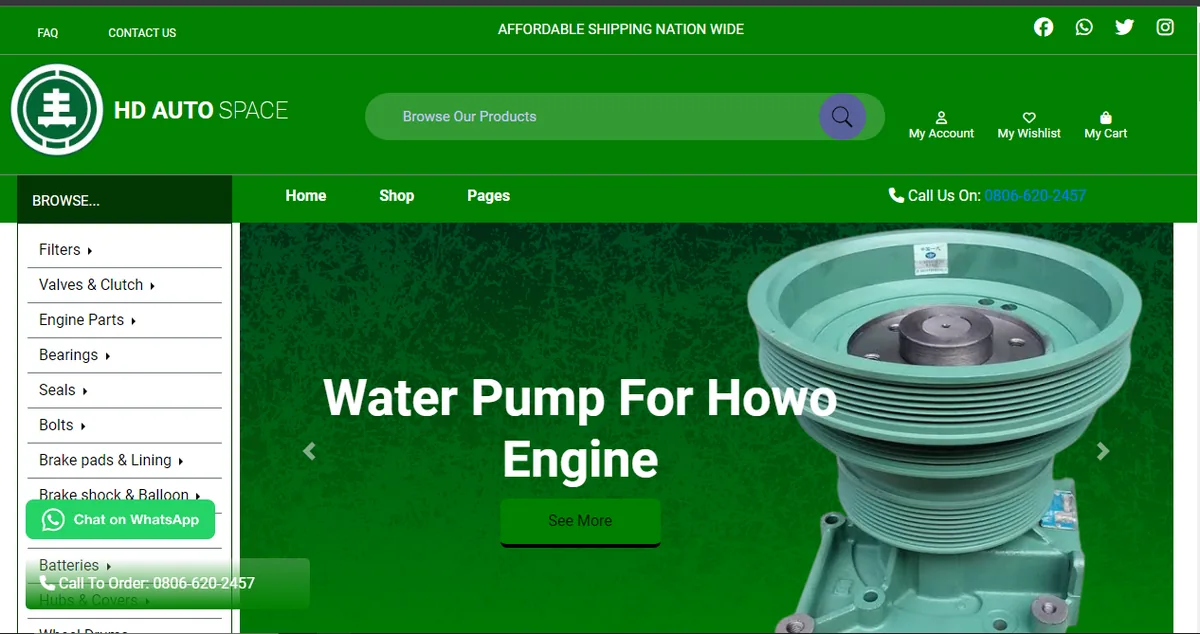 FAQ
CONTACT US
AFFORDABLE SHIPPING NATION WIDE
HD AUTO SPACE
Browse Our Products
My Account
My Wishlist
My Cart
BROWSE...
Home
Shop
Pages
Call Us On: 0806-620-2457
Filters
Valves & Clutch
Engine Parts
Bearings
Seals
Bolts
Brake pads & Lining
Brake shock & Balloon
Chat on WhatsApp
Batteries
Call To Order: 0806-620-2457
Hubs & Covers
Wheel Drums
Water Pump For Howo
Engine
See More